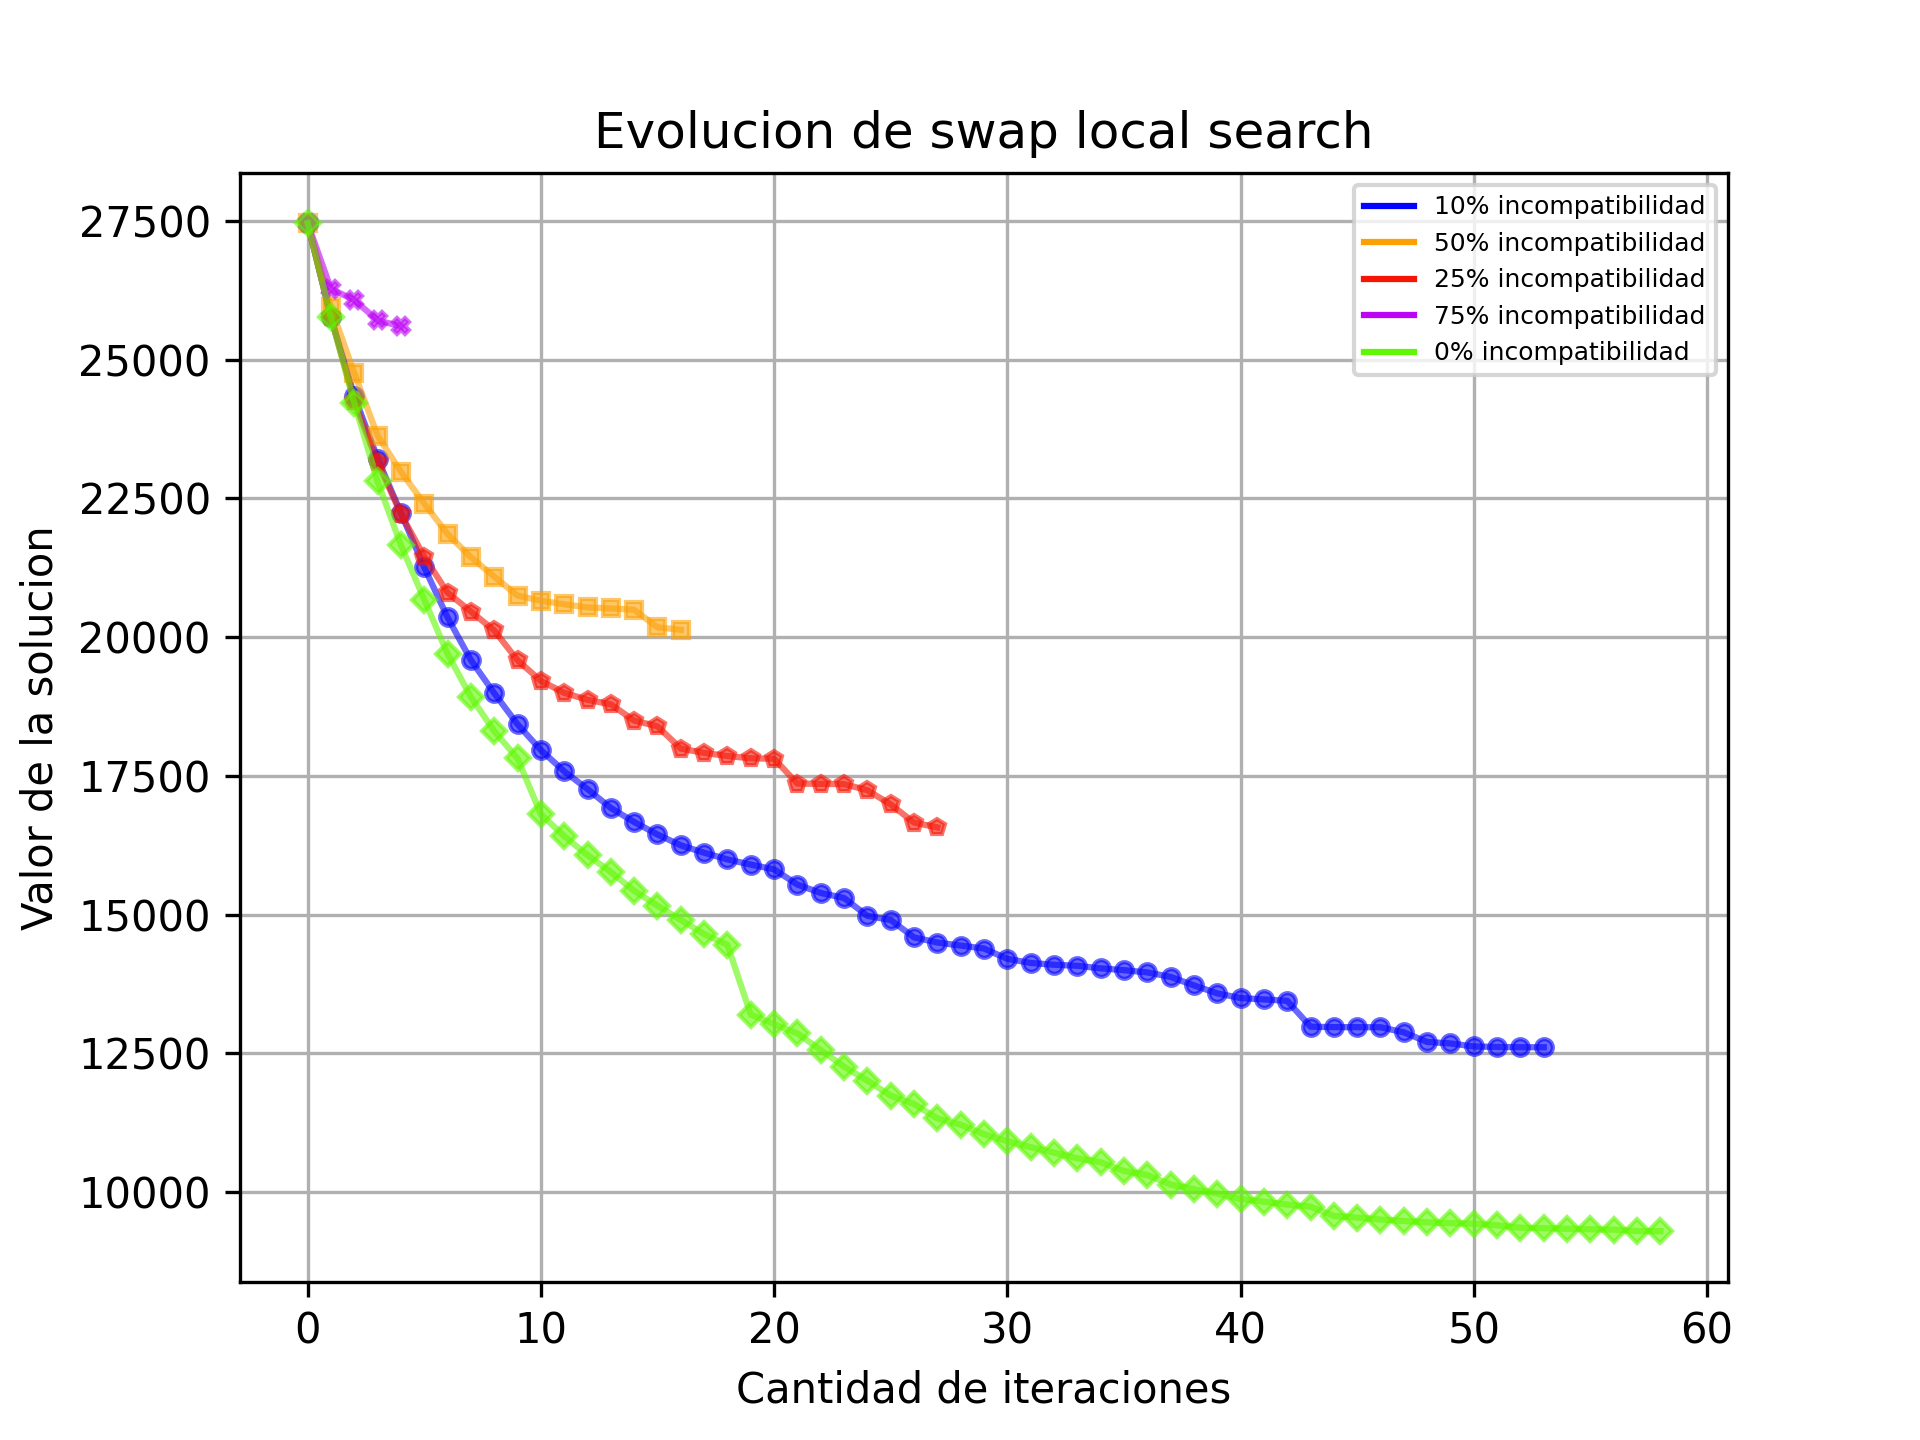 Evolucion de swap local search
Valor de la solucion
27500
25000
22500
20000
17500
15000
12500
10000
10% incompatibilidad
50% incompatibilidad
25% incompatibilidad
75% incompatibilidad
0% incompatibilidad
0 10 20 30 40 50 60
Cantidad de iteraciones